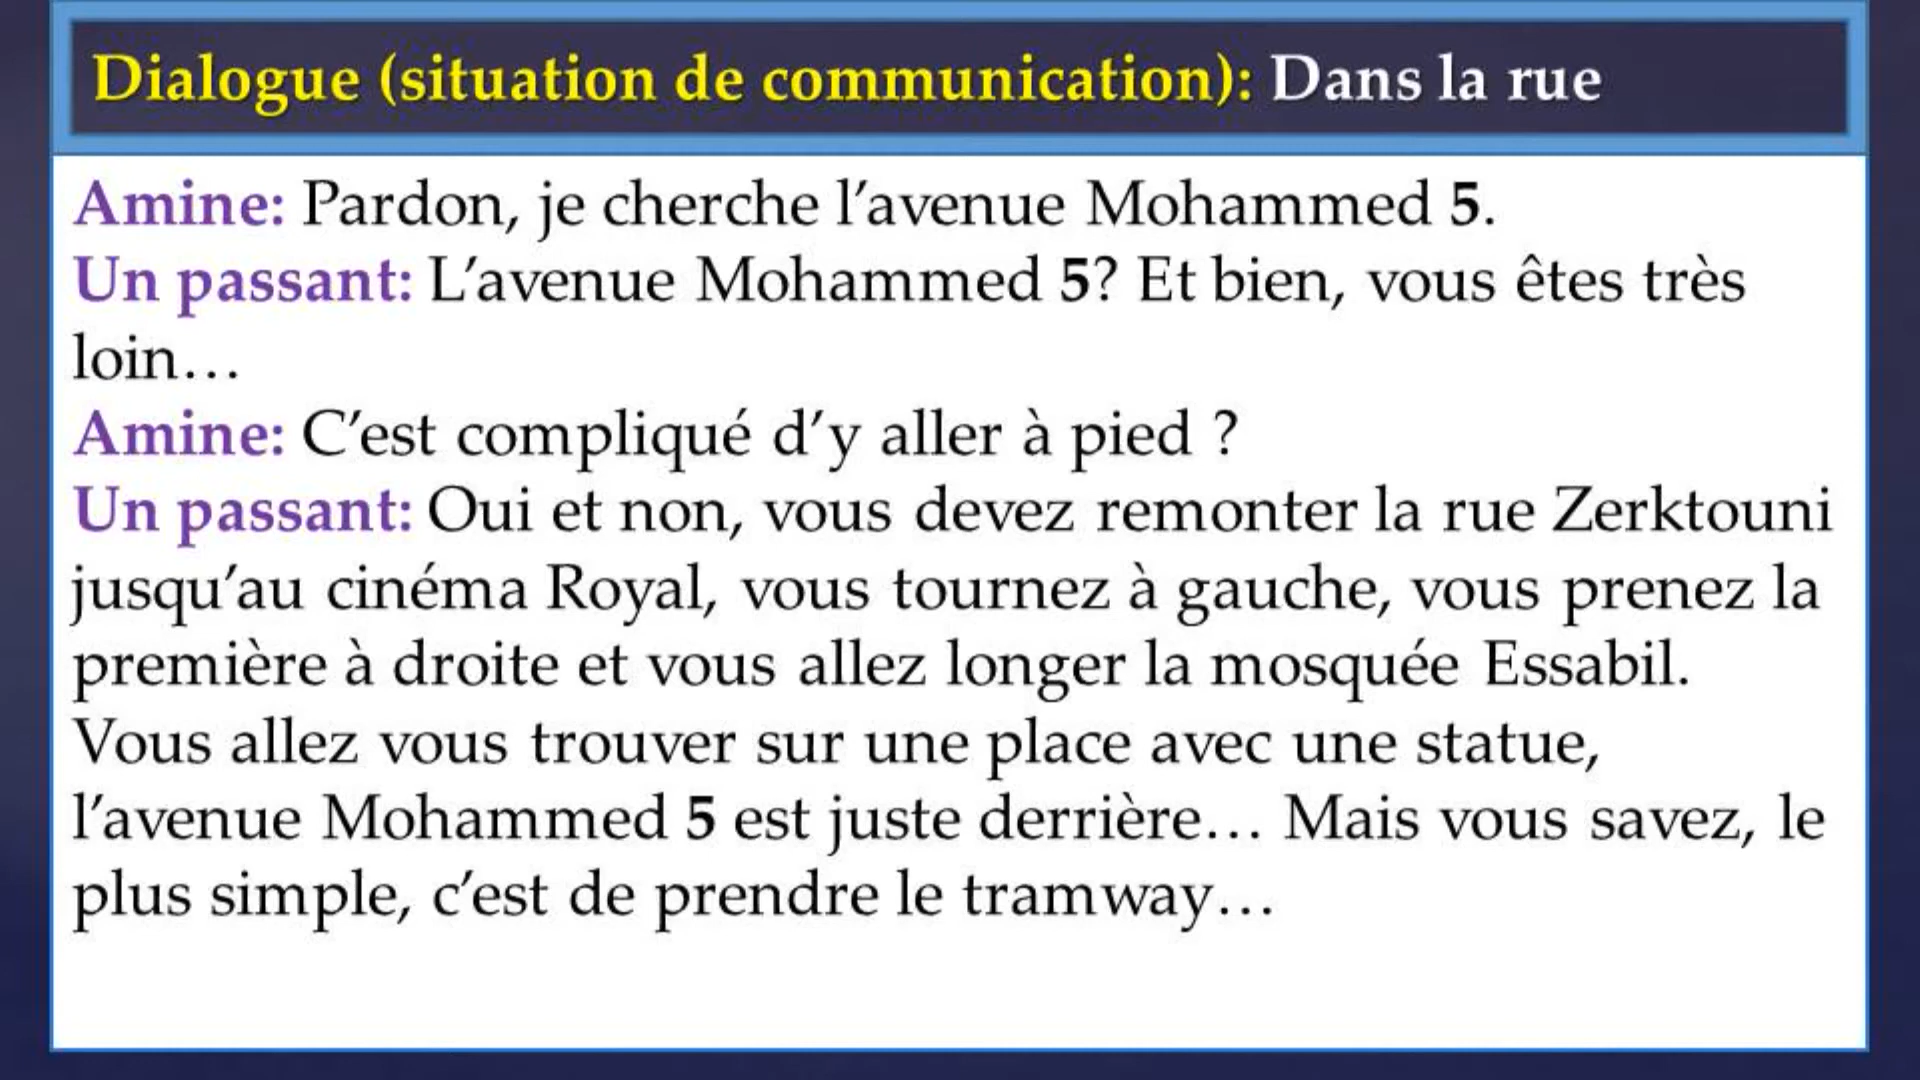 Dialogue (situation de communication): Dans la rue
Amine: Pardon, je cherche l’avenue Mohammed 5.
Un passant: L’avenue Mohammed 5? Et bien, vous êtes très
loin…
Amine: C’est compliqué d’y aller à pied ?
Un passant: Oui et non, vous devez remonter la rue Zerktouni
jusqu’au cinéma Royal, vous tournez à gauche, vous prenez la
première à droite et vous allez longer la mosquée Essabil.
Vous allez vous trouver sur une place avec une statue,
l’avenue Mohammed 5 est juste derrière… Mais vous savez, le
plus simple, c’est de prendre le tramway…